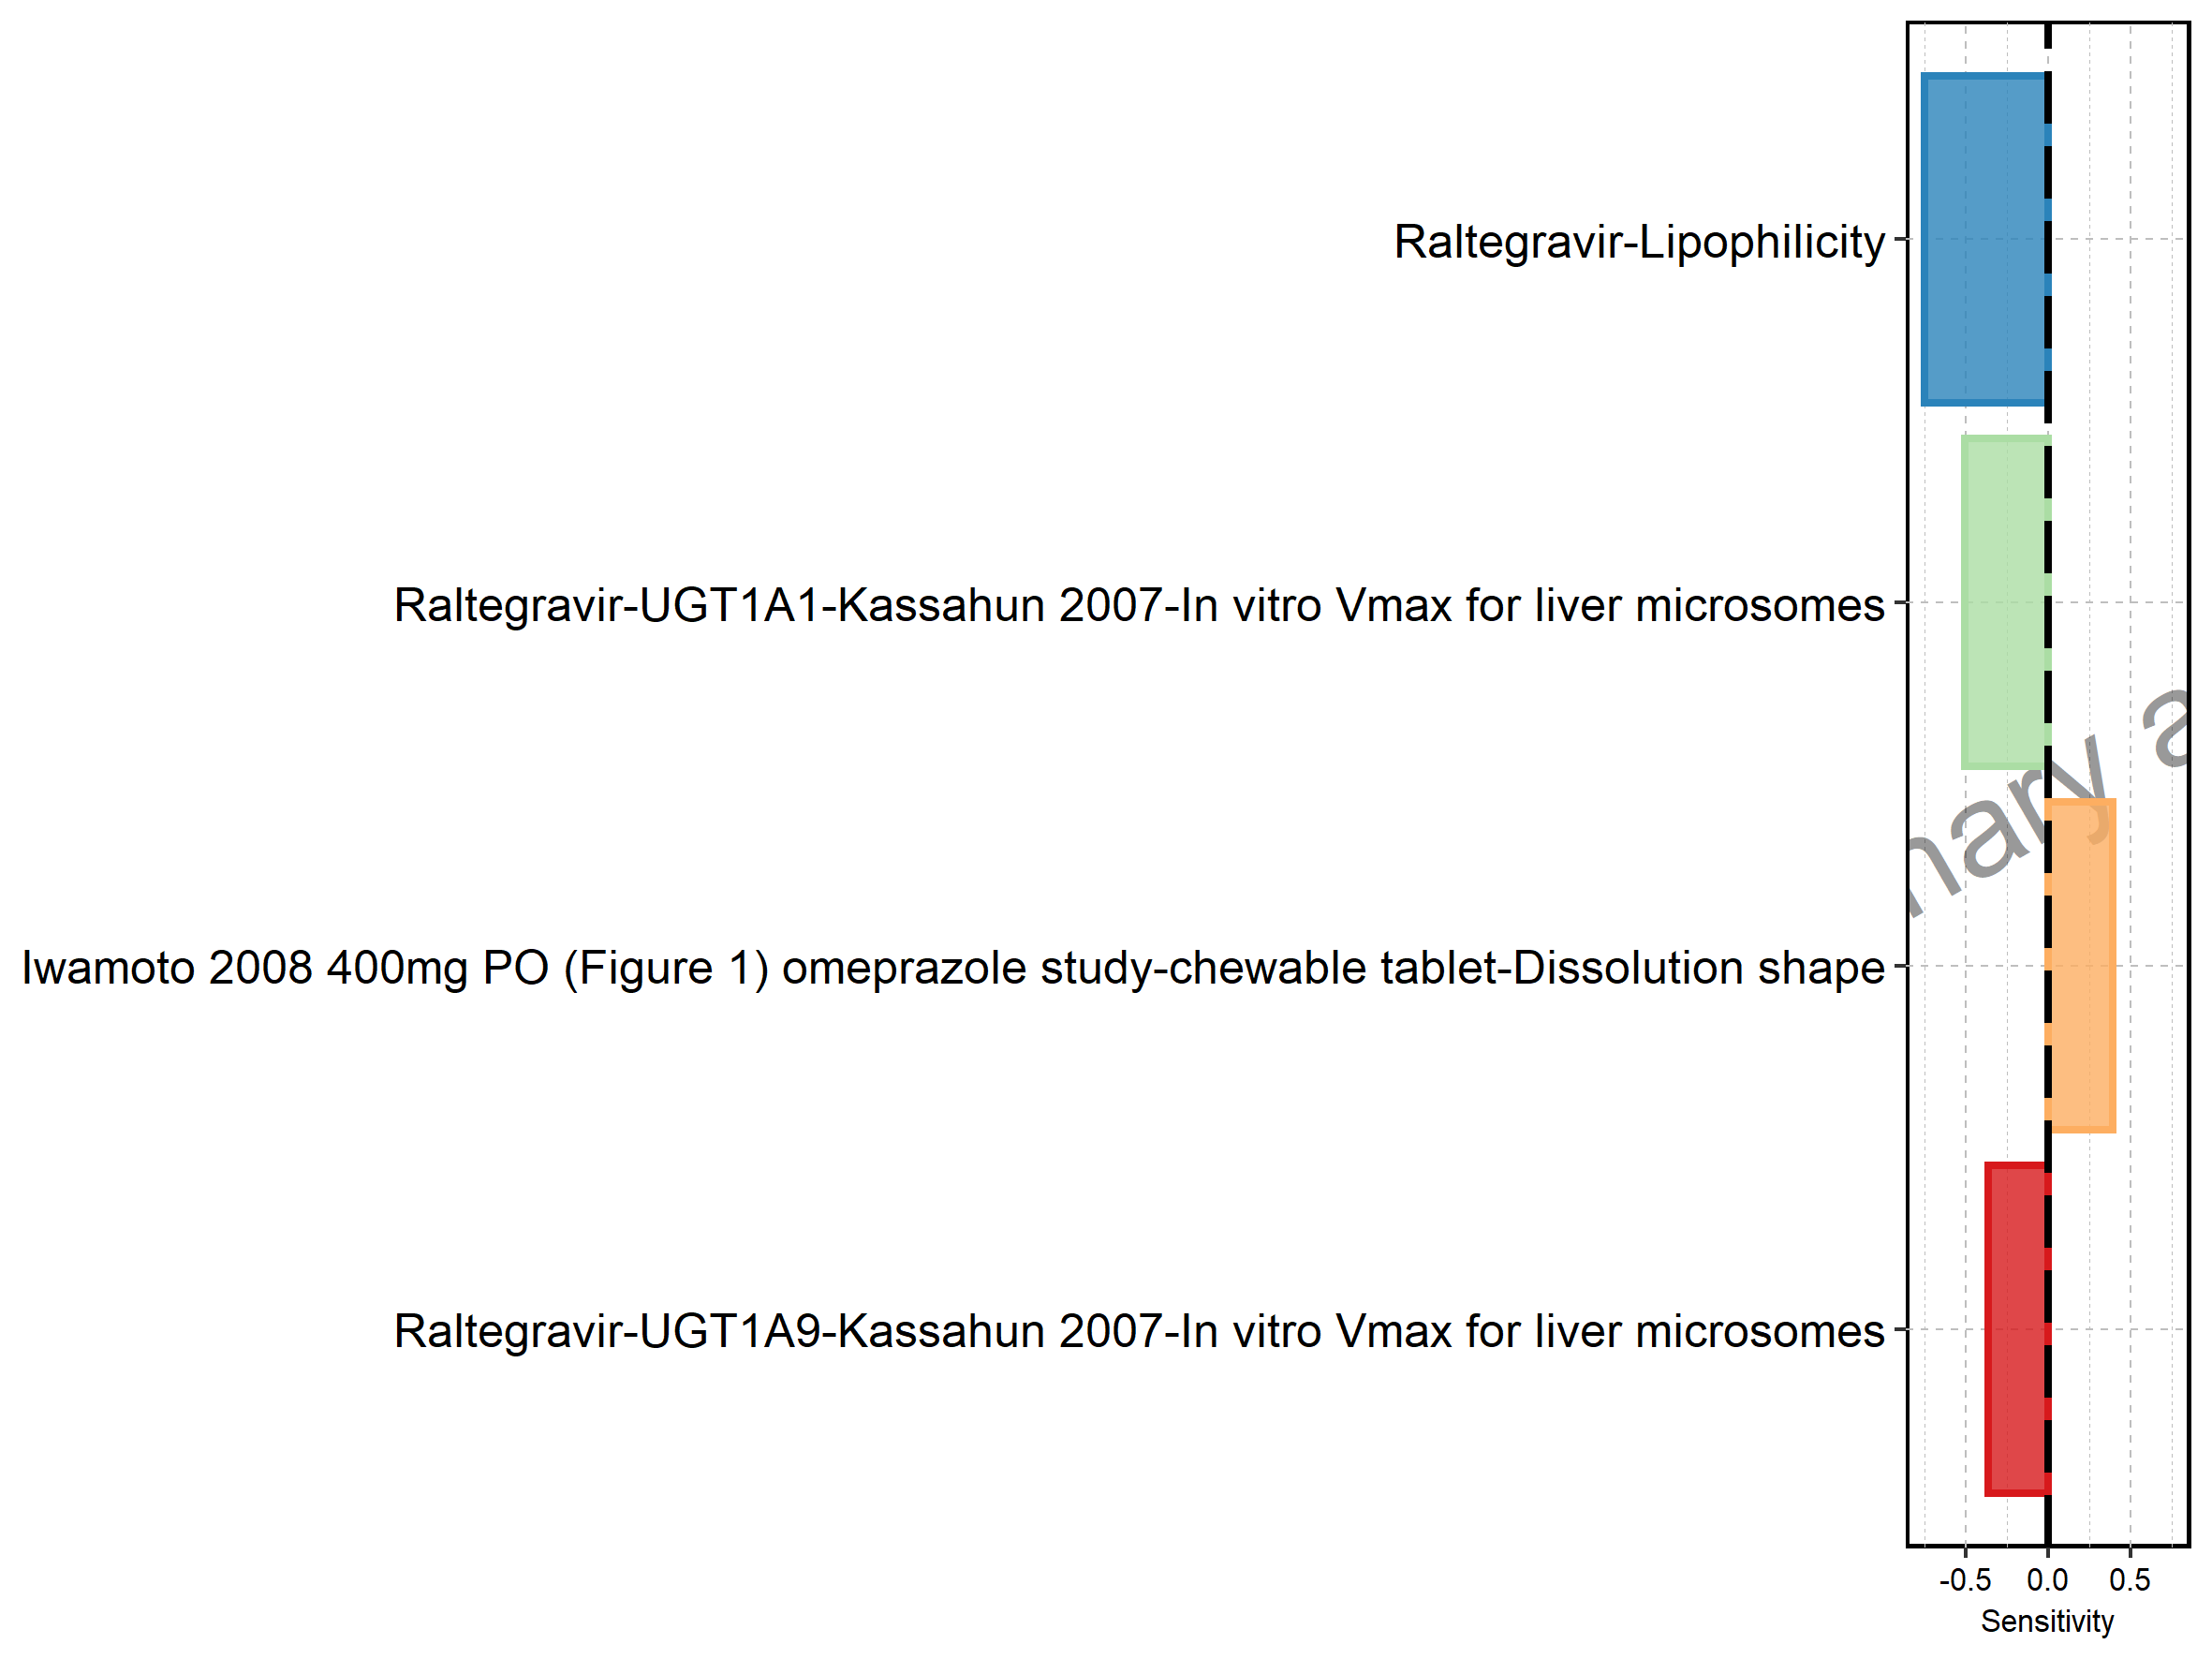 Raltegravir-Lipophilicity
Raltegravir-UGT1A1-Kassahun 2007-In vitro Vmax for liver microsomes
Iwamoto 2008 400mg PO (Figure 1) omeprazole study-chewable tablet-Dissolution shape
Raltegravir-UGT1A9-Kassahun 2007-In vitro Vmax for liver microsomes
-0.5 0.0 0.5
Sensitivity